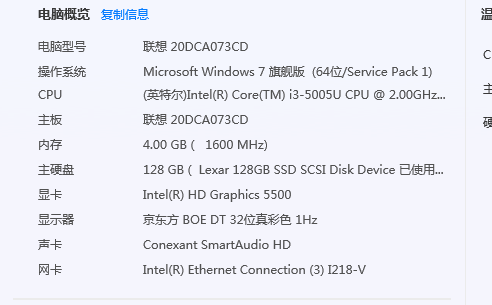 电脑概览 复制信息
电脑型号 联想 20DCA073CD
操作系统 Microsoft Windows 7 旗舰版 (64位/Service Pack 1)
CPU (英特尔)Intel(R) Core(TM) i3-5005U CPU @ 2.00GHz...
主板 联想 20DCA073CD
内存 4.00 GB ( 1600 MHz)
主硬盘 128 GB ( Lexar 128GB SSD SCSI Disk Device 已使用...
显卡 Intel(R) HD Graphics 5500
显示器 京东方 BOE DT 32位真彩色 1Hz
声卡 Conexant SmartAudio HD
网卡 Intel(R) Ethernet Connection (3) I218-V